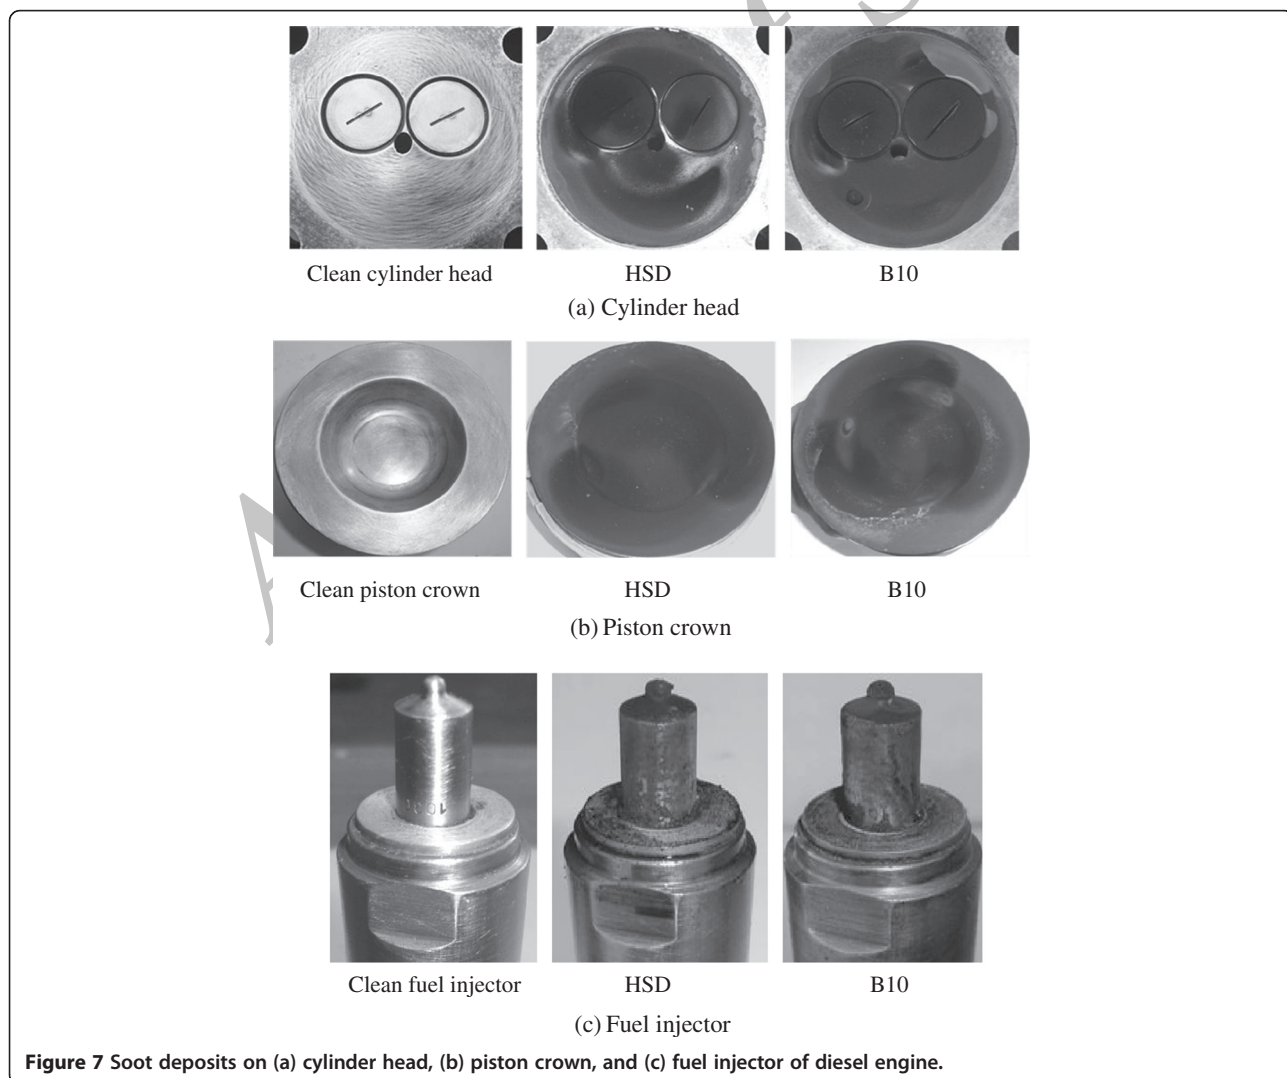 Clean cylinder head HSD B10
(a) Cylinder head
Clean piston crown HSD B10
(b) Piston crown
Clean fuel injector HSD B10
(c) Fuel injector
Figure 7 Soot deposits on (a) cylinder head, (b) piston crown, and (c) fuel injector of diesel engine.